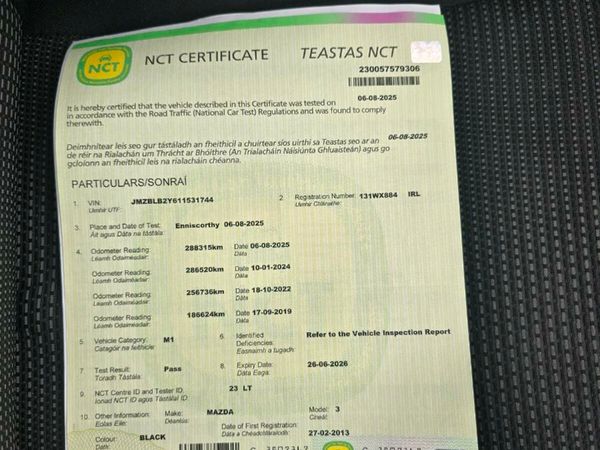 NCT
NCT CERTIFICATE TEASTAS NCT
230057579306
It is hereby certified that the vehicle described in this Certificate was tested on 06-08-2025
in accordance with the Road Traffic (National Car Test) Regulations and was found to comply
therewith.
Deimhnítear leis seo gur tástáladh an fheithicil a chuirtear síos uirthi sa Teastas seo ar an 06-08-2025
de réir na Rialachán um Thrácht ar Bhóithre (An Trialacháin Náisiúnta Ghluaisteán) agus go
gcloíonn an fheithicil leis na rialacháin chéanna.
PARTICULARS/SONRAÍ
1. VIN: JMZBLB2Y611531744 2. Registration Number: 131WX884 IRL
Uimhir UTF: Uimhir Chláraithe:
3. Place and Date of Test: Enniscorthy 06-08-2025
Áit agus Dáta na tástála:
4. Odometer Reading: 288315km Date 06-08-2025
Léamh Odaiméadair: Dáta
Odometer Reading: 286520km Date 10-01-2024
Léamh Odaiméadair: Dáta
Odometer Reading: 256736km Date 18-10-2022
Léamh Odaiméadair: Dáta
Odometer Reading: 186624km Date 17-09-2019
Léamh Odaiméadair: Dáta
5. Vehicle Category: M1 6. Identified Refer to the Vehicle Inspection Report
Catagóir na feithicle: Deficiencies:
Easnaimh a tugadh
7. Test Result: Pass 8. Expiry Date: 26-06-2026
Toradh Tástála: Dáta Éaga:
9. NCT Centre ID and Tester ID: 23 LT
Ionad NCT ID agus Tástálaí ID:
10. Other Information: Make: MAZDA Model: 3
Eolas Eile: Déantús: Cineál:
Colour: BLACK Date of First Registration: 27-02-2013
Dáta a Chéadchláraíodh: